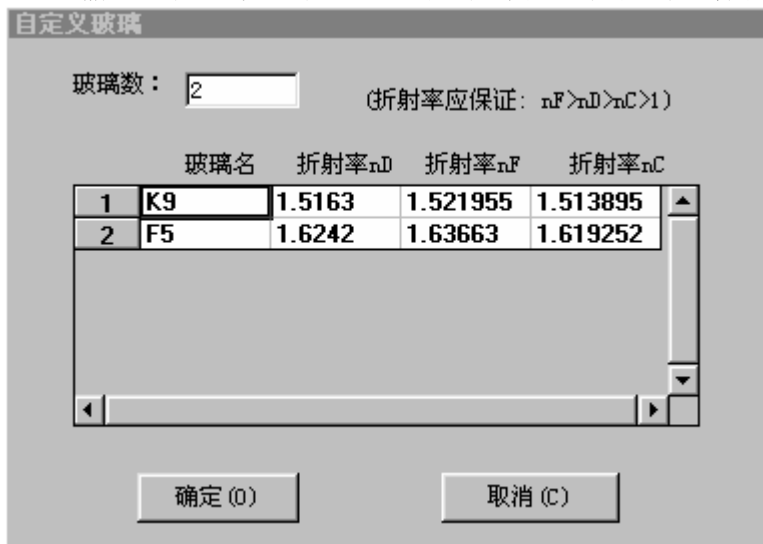 自定义玻璃
玻璃数： 2 (折射率应保证: nF>nD>nC>1)
玻璃名 折射率nD 折射率nF 折射率nC
1 K9 1.5163 1.521955 1.513895
2 F5 1.6242 1.63663 1.619252
确定(O) 取消(C)